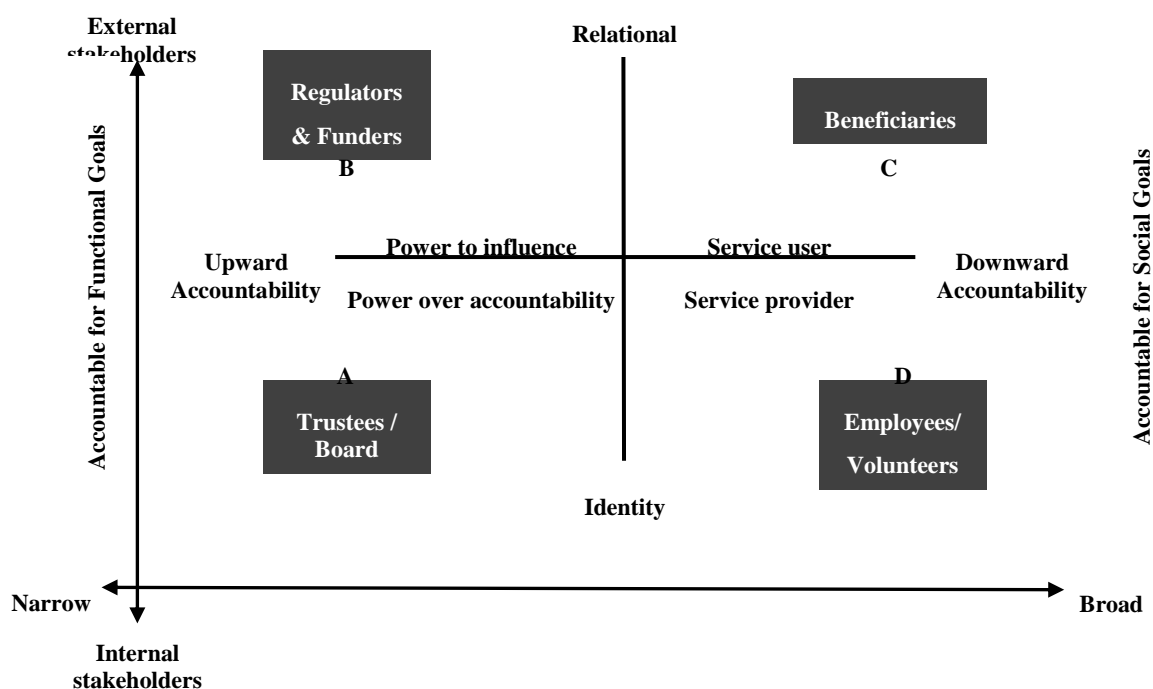 External
stakeholders
Relational
Regulators
& Funders
B
Beneficiaries
C
Accountable for Functional Goals
Accountable for Social Goals
Power to influence
Service user
Upward
Accountability
Downward
Accountability
Power over accountability
Service provider
A
Trustees /
Board
D
Employees/
Volunteers
Identity
Narrow
Broad
Internal
stakeholders